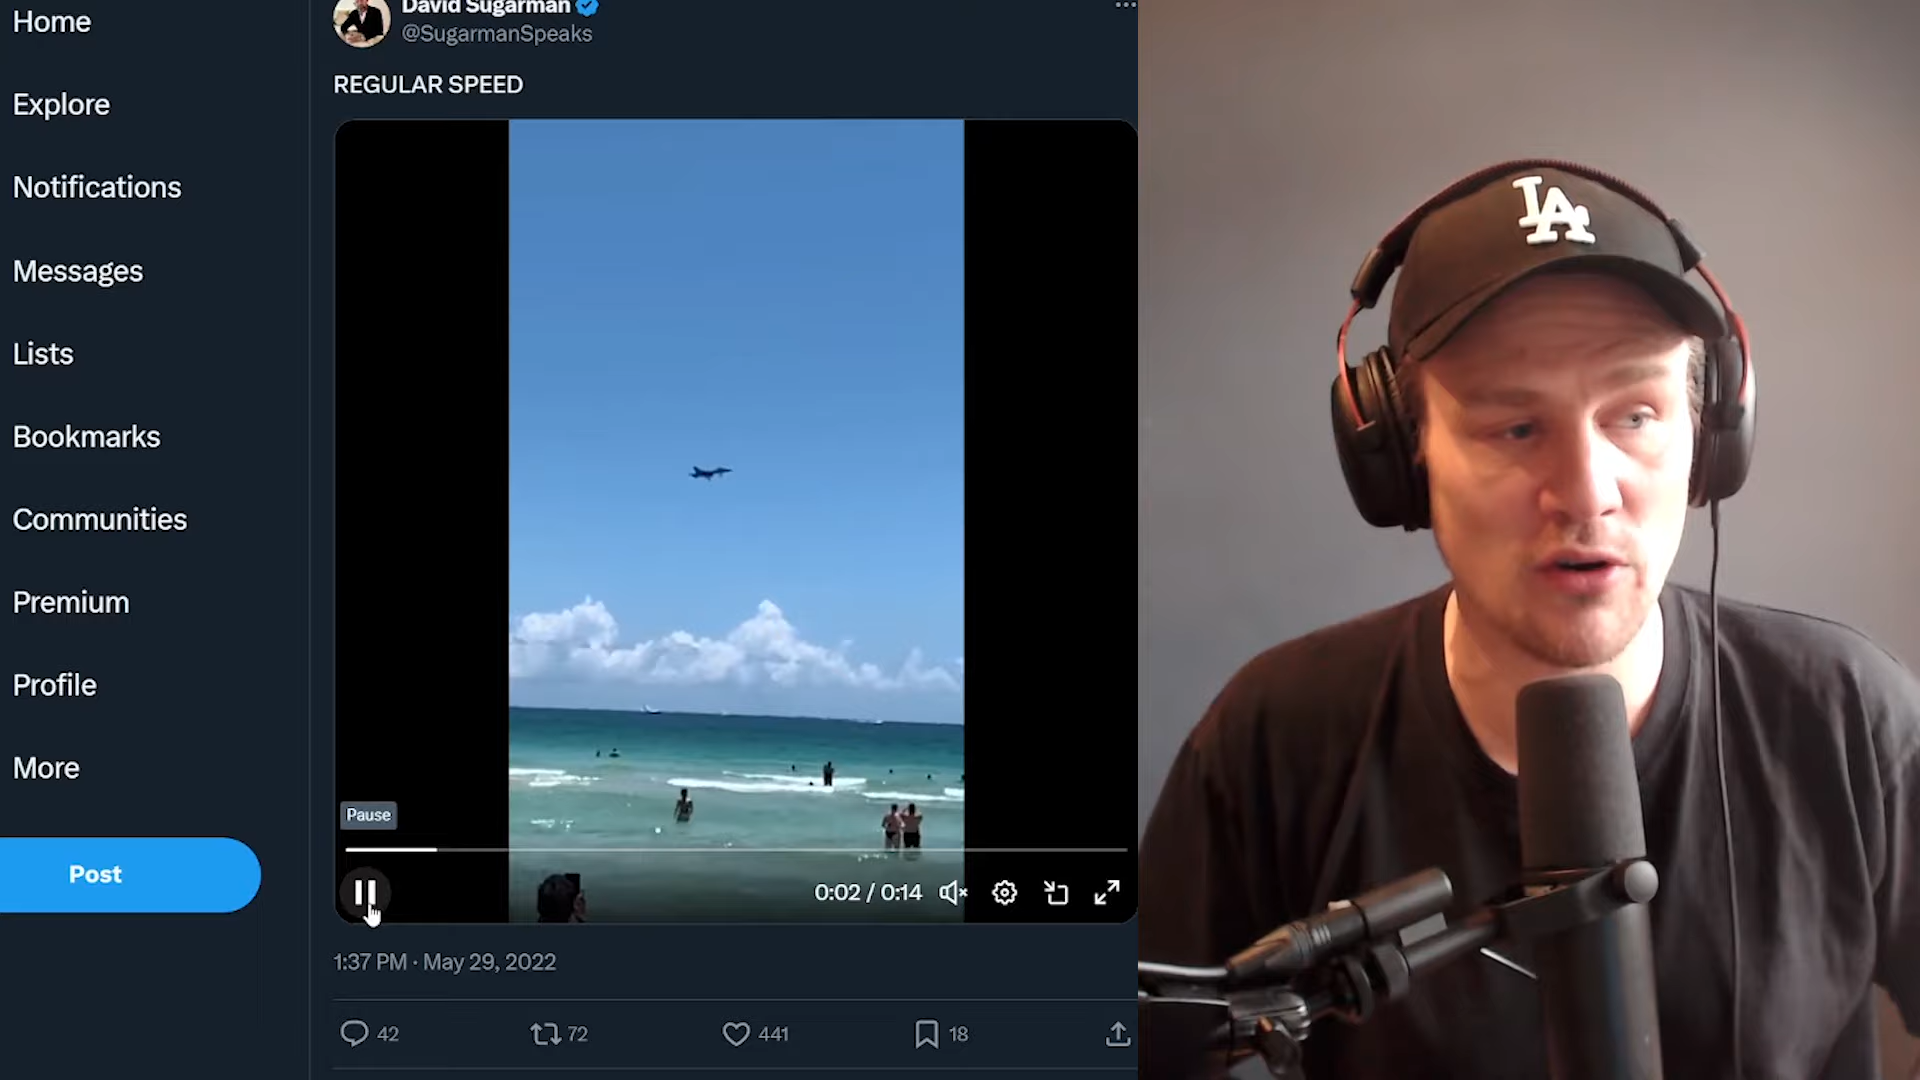 Home
Explore
Notifications
Messages
Lists
Bookmarks
Communities
Premium
Profile
More
Post
David Sugarman
@SugarmanSpeaks
REGULAR SPEED
Pause
0:02 / 0:14
1:37 PM · May 29, 2022
42
72
441
18
LA